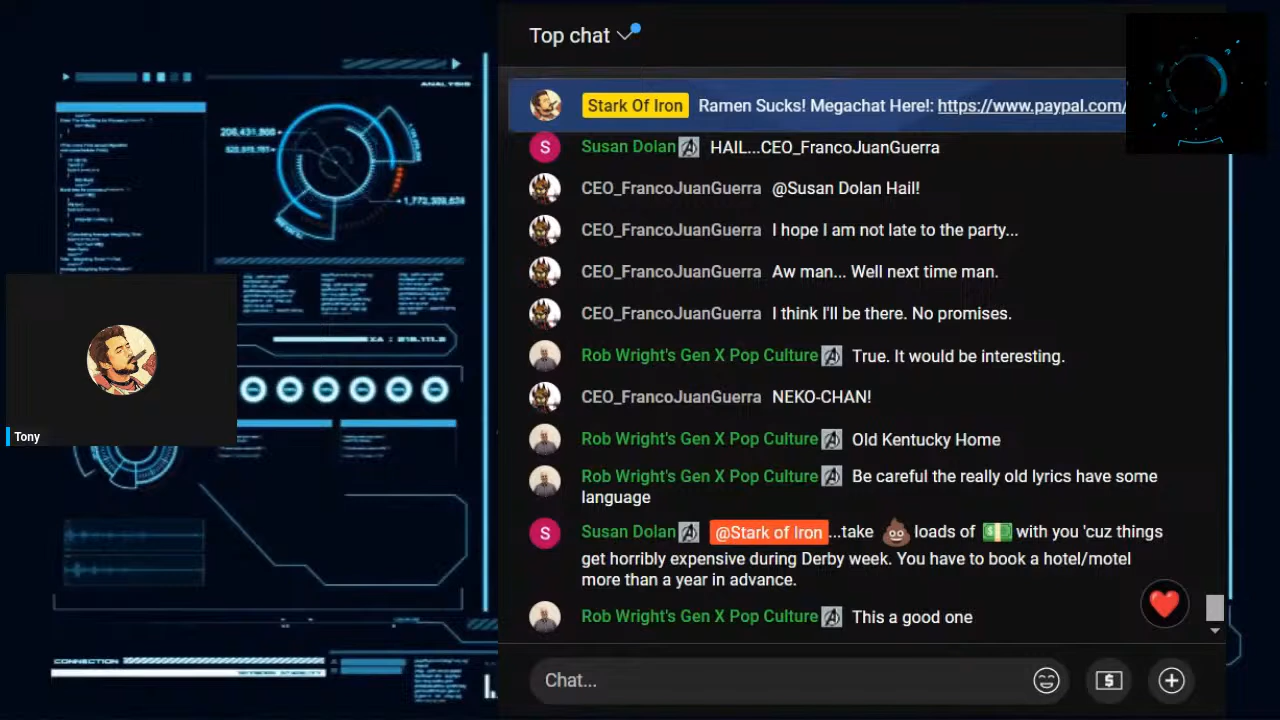 Top chat
Stark Of Iron Ramen Sucks! Megachat Here!: https://www.paypal.com/
Susan Dolan HAIL...CEO_FrancoJuanGuerra
CEO_FrancoJuanGuerra @Susan Dolan Hail!
CEO_FrancoJuanGuerra I hope I am not late to the party...
CEO_FrancoJuanGuerra Aw man... Well next time man.
CEO_FrancoJuanGuerra I think I'll be there. No promises.
Rob Wright's Gen X Pop Culture True. It would be interesting.
CEO_FrancoJuanGuerra NEKO-CHAN!
Rob Wright's Gen X Pop Culture Old Kentucky Home
Rob Wright's Gen X Pop Culture Be careful the really old lyrics have some
language
Susan Dolan @Stark of Iron...take 💩 loads of 💵 with you 'cuz things
get horribly expensive during Derby week. You have to book a hotel/motel
more than a year in advance.
Rob Wright's Gen X Pop Culture This a good one
Chat...
S
S
ANALYSIS
Tony
CONNECTION